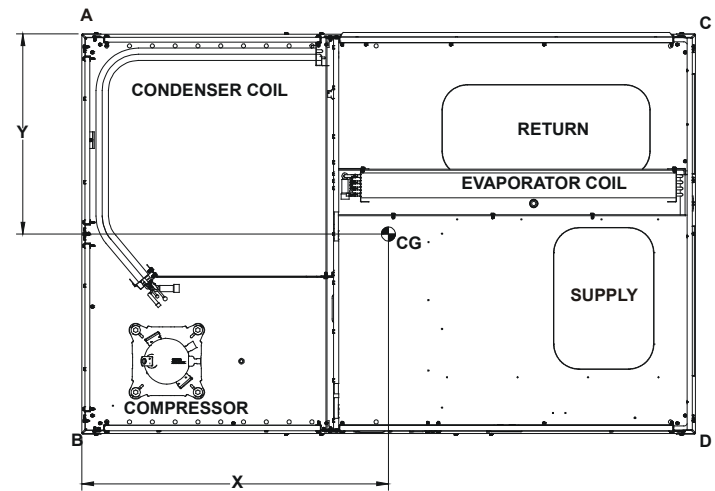 A
C
CONDENSER COIL
Y
RETURN
EVAPORATOR COIL
CG
SUPPLY
COMPRESSOR
B
D
X